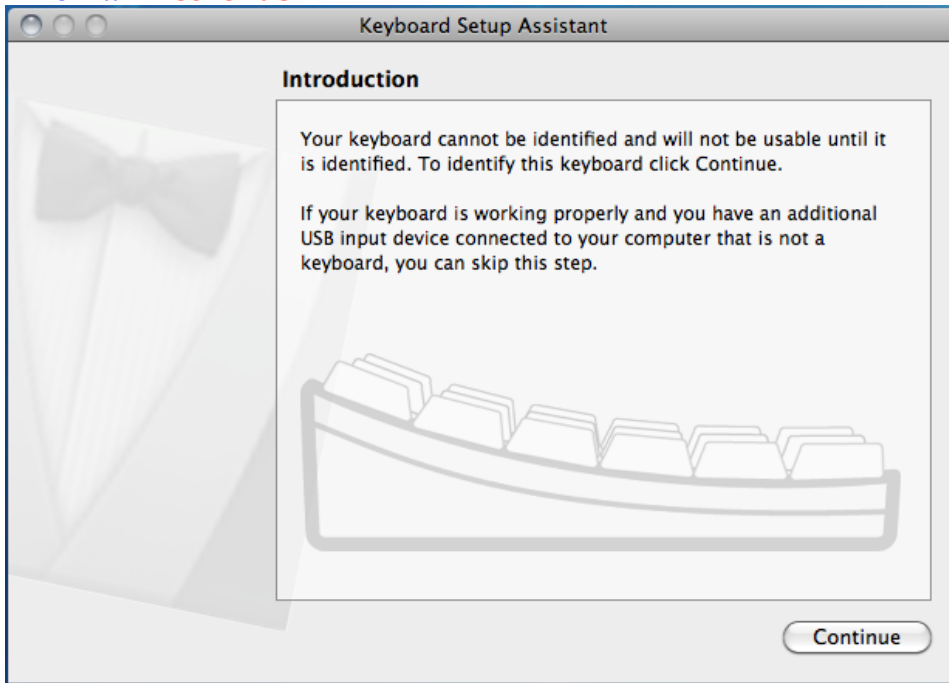 Keyboard Setup Assistant
Introduction
Your keyboard cannot be identified and will not be usable until it
is identified. To identify this keyboard click Continue.
If your keyboard is working properly and you have an additional
USB input device connected to your computer that is not a
keyboard, you can skip this step.
Continue